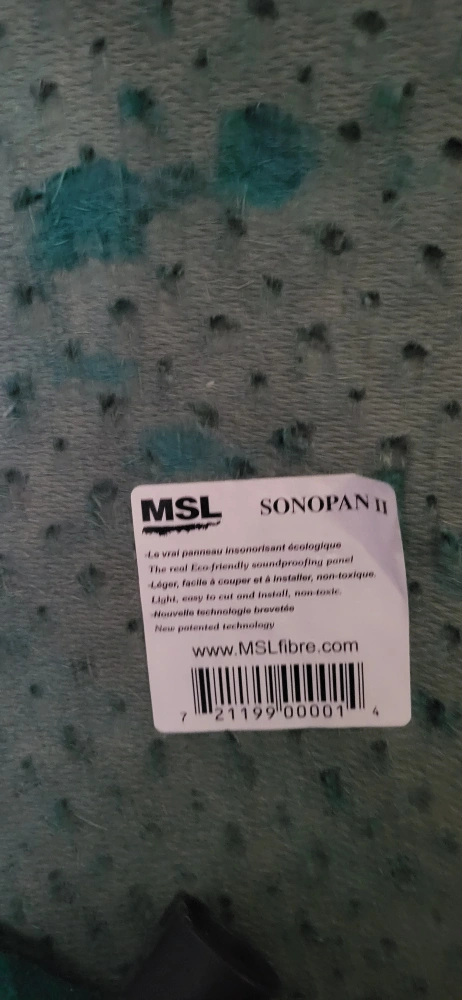 MSL SONOPAN II
-Le vrai panneau insonorisant écologique
The real Eco-friendly soundproofing panel
-Léger, facile à couper et à installer, non-toxique.
Light, easy to cut and install, non-toxic.
-Nouvelle technologie brevetée
New patented technology
www.MSLfibre.com
7 21199 00001 4